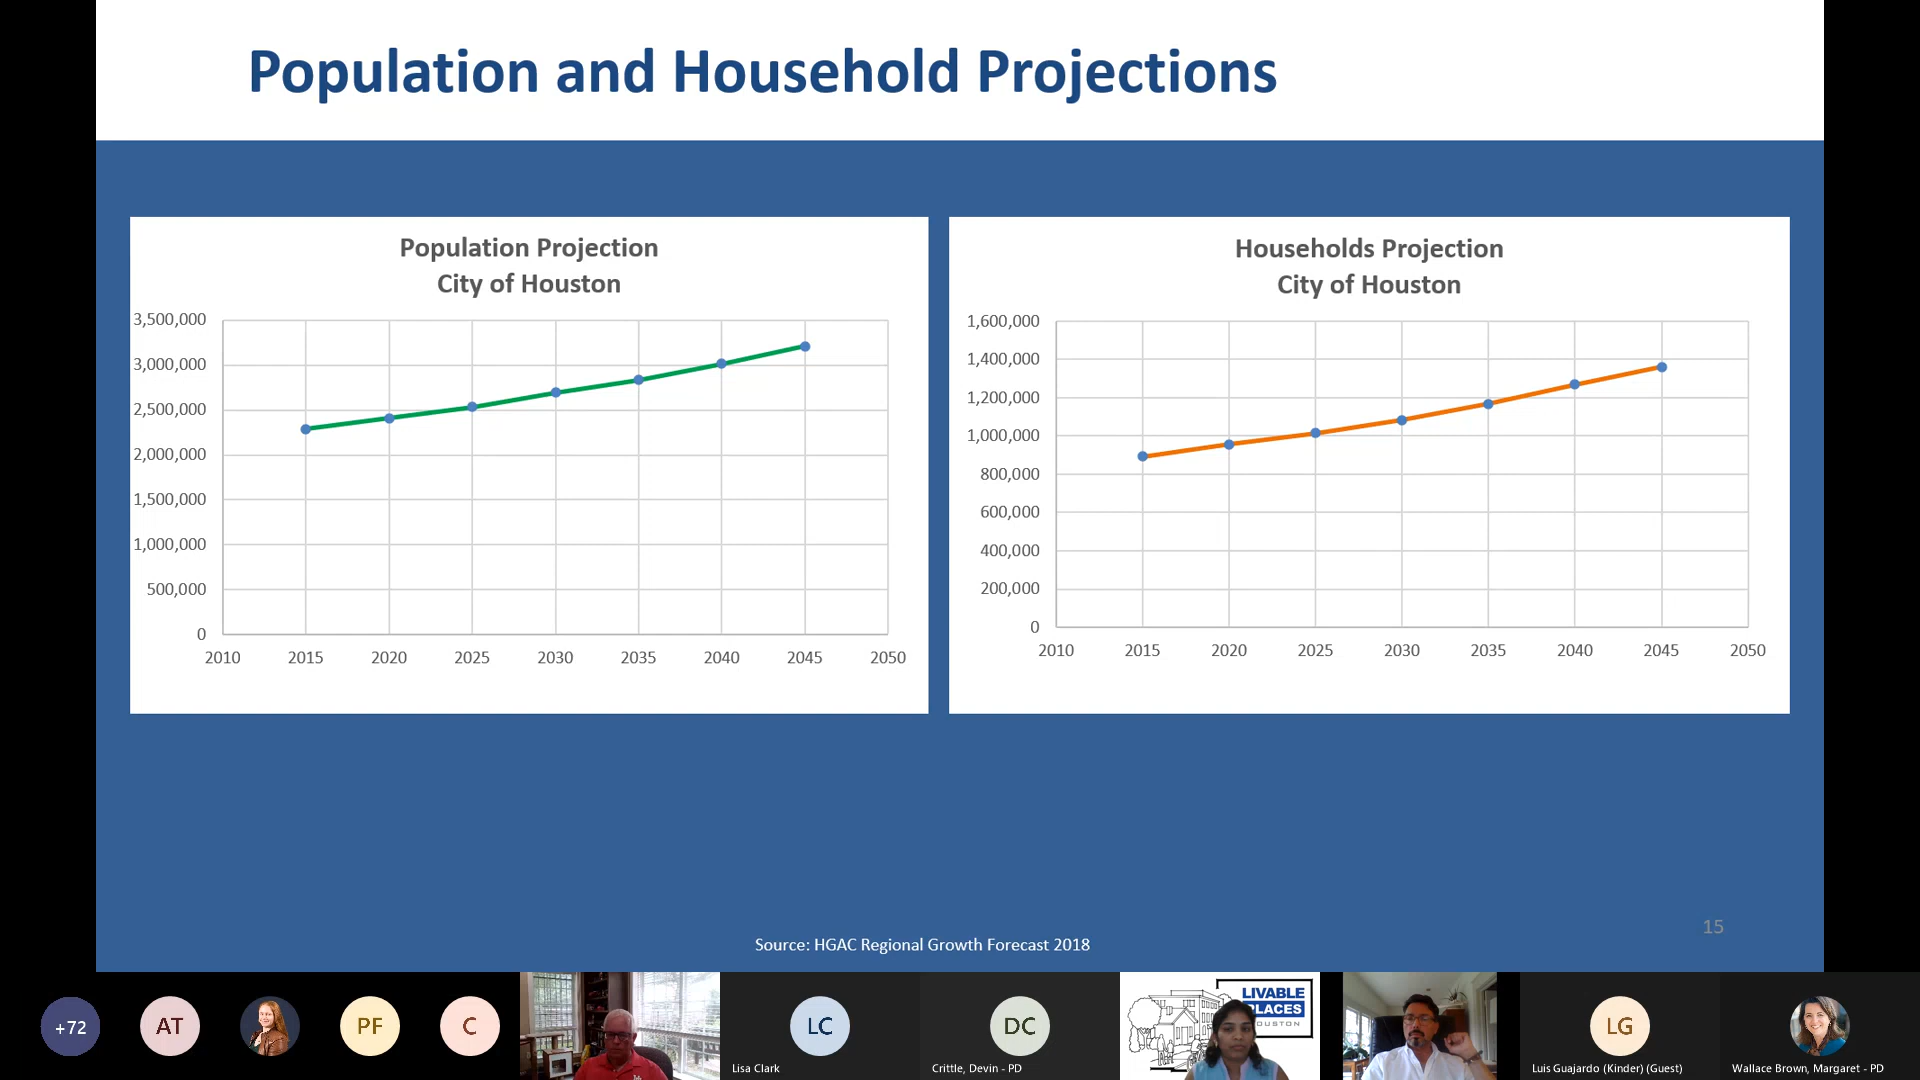 Population and Household Projections
Population Projection
City of Houston
3,500,000
3,000,000
2,500,000
2,000,000
1,500,000
1,000,000
500,000
0
2010 2015 2020 2025 2030 2035 2040 2045 2050
Households Projection
City of Houston
1,600,000
1,400,000
1,200,000
1,000,000
800,000
600,000
400,000
200,000
0
2010 2015 2020 2025 2030 2035 2040 2045 2050
15
Source: HGAC Regional Growth Forecast 2018
+72
AT
PF
C
LC
Lisa Clark
DC
Crittle, Devin - PD
LIVABLE
PLACES
OUSTON
LG
Luis Guajardo (Kinder) (Guest)
Wallace Brown, Margaret - PD